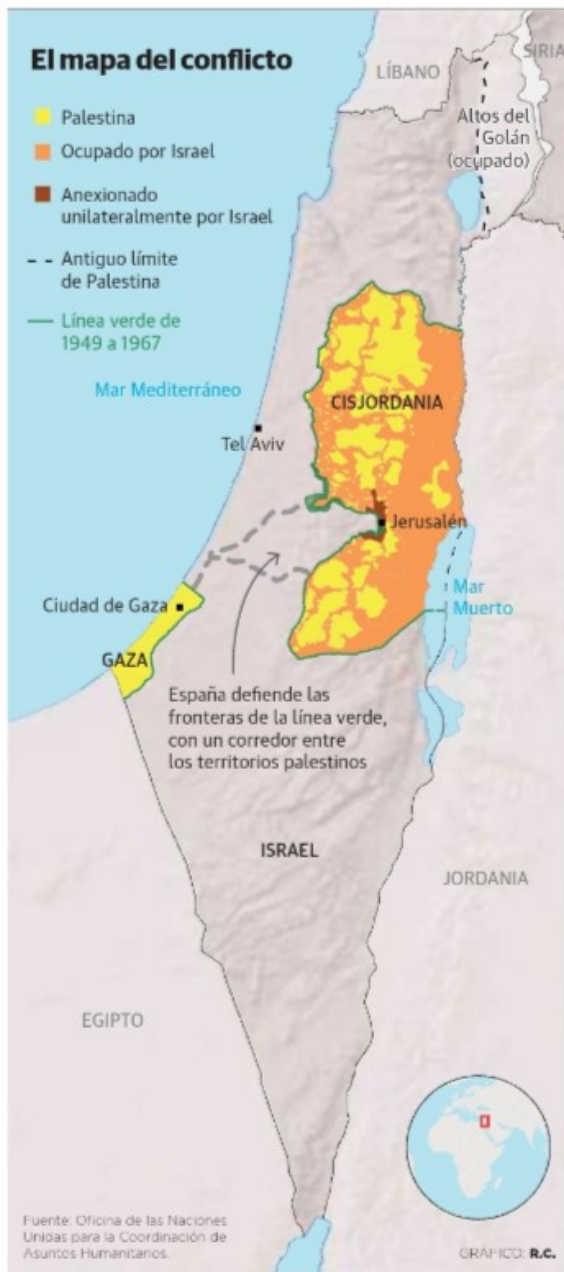 El mapa del conflicto
Palestina
Ocupado por Israel
Anexionado
unilateralmente por Israel
Antiguo límite
de Palestina
Línea verde de
1949 a 1967
LÍBANO
SIRIA
Altos del
Golán
(ocupado)
Mar Mediterráneo
CISJORDANIA
Tel Aviv
Jerusalén
Ciudad de Gaza
Mar
Muerto
GAZA
España defiende las
fronteras de la línea verde,
con un corredor entre
los territorios palestinos
ISRAEL
JORDANIA
EGIPTO
Fuente: Oficina de las Naciones
Unidas para la Coordinación de
Asuntos Humanitarios.
GRÁFICO: R.C.